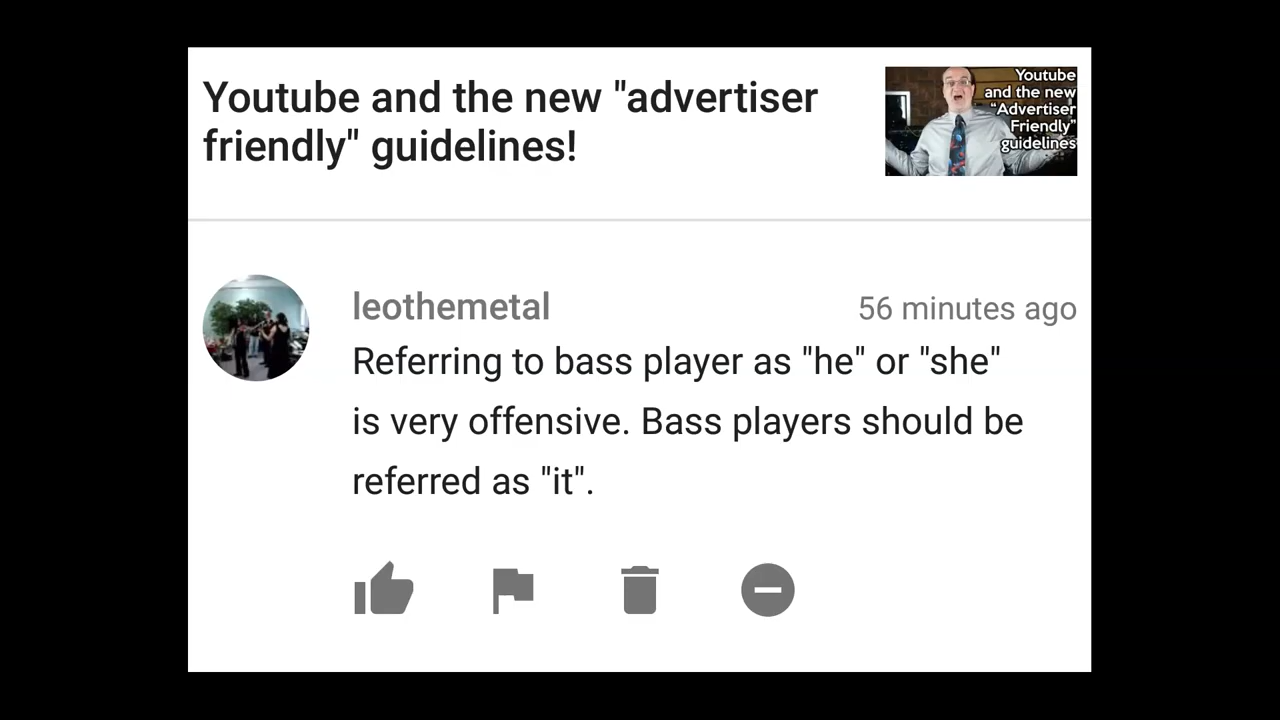 Youtube and the new "advertiser
friendly" guidelines!
Youtube
and the new
"Advertiser
Friendly"
guidelines
leothemetal
56 minutes ago
Referring to bass player as "he" or "she"
is very offensive. Bass players should be
referred as "it".